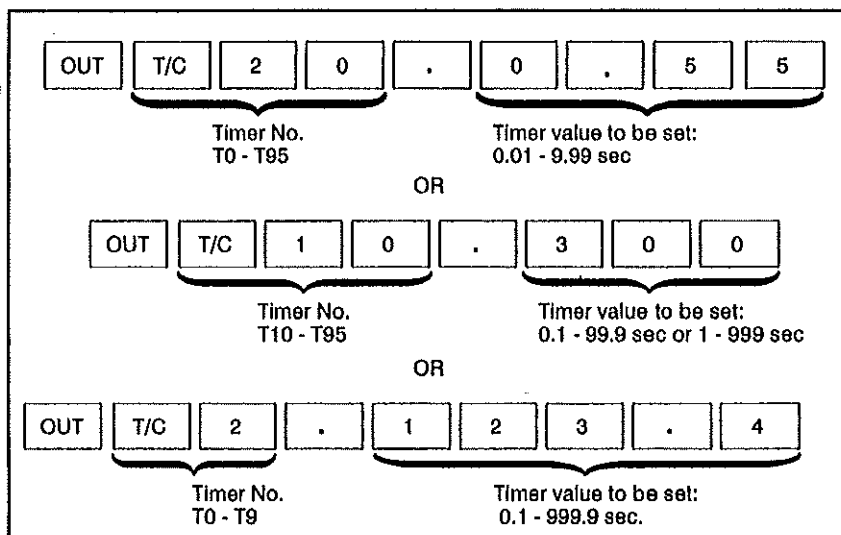 OUT T/C 2 0 . 0 . 5 5
Timer No.
T0 - T95
Timer value to be set:
0.01 - 9.99 sec
OR
OUT T/C 1 0 . 3 0 0
Timer No.
T10 - T95
Timer value to be set:
0.1 - 99.9 sec or 1 - 999 sec
OR
OUT T/C 2 . 1 2 3 . 4
Timer No.
T0 - T9
Timer value to be set:
0.1 - 999.9 sec.